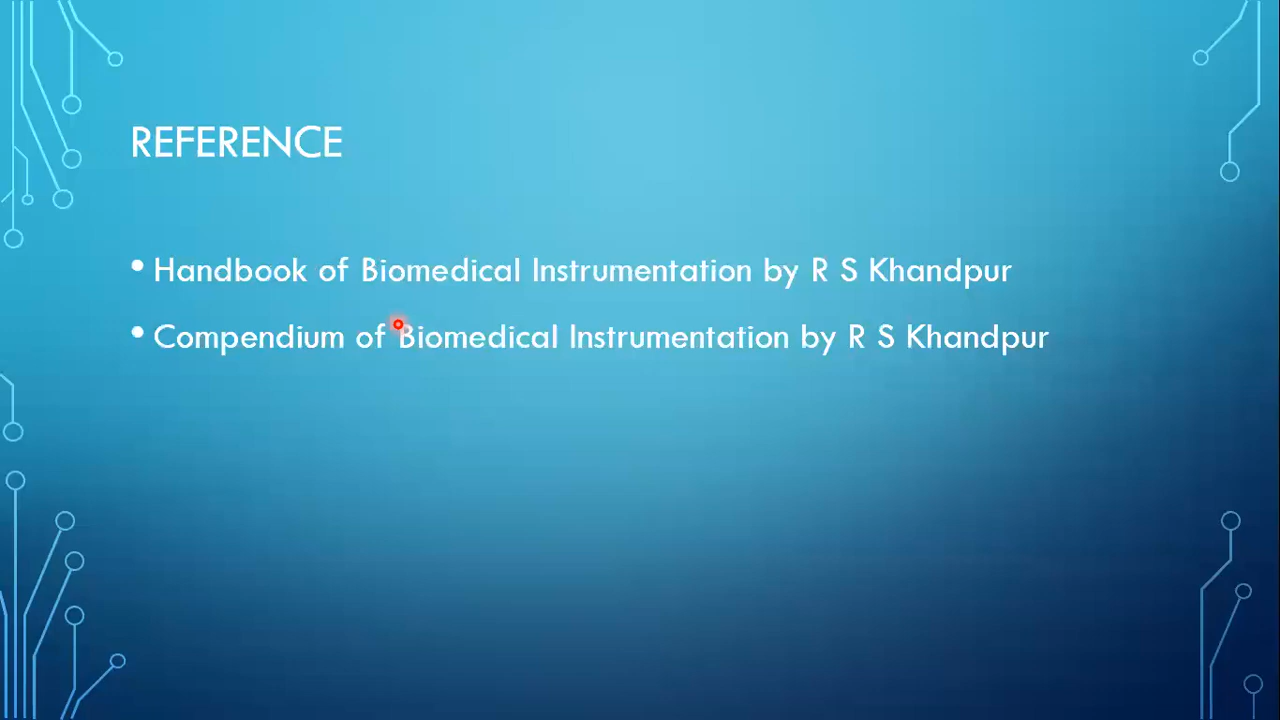 REFERENCE
• Handbook of Biomedical Instrumentation by R S Khandpur
• Compendium of Biomedical Instrumentation by R S Khandpur